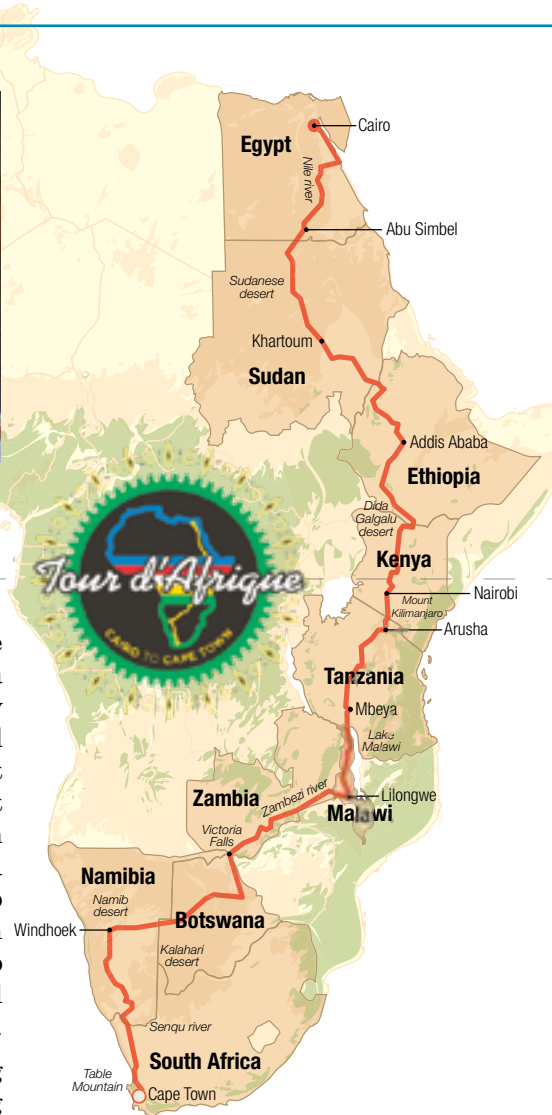 Cairo
Egypt
Nile river
Abu Simbel
Sudanese
desert
Khartoum
Sudan
Addis Ababa
Ethiopia
Dida
Galgalu
desert
Tour d'Afrique
CAIRO TO CAPE TOWN
Kenya
Nairobi
Mount
Kilimanjaro
Arusha
Tanzania
Mbeya
Lake
Malawi
Lilongwe
Malawi
Zambia
Zambezi river
Victoria
Falls
Namibia
Namib
desert
Botswana
Windhoek
Kalahari
desert
Senqu river
South Africa
Table
Mountain
Cape Town